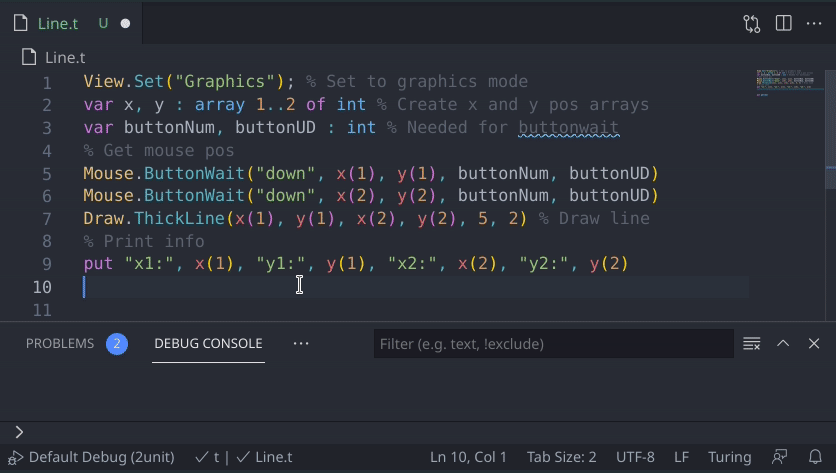 Line.t U
Line.t
1 View.Set("Graphics"); % Set to graphics mode
2 var x, y : array 1..2 of int % Create x and y pos arrays
3 var buttonNum, buttonUD : int % Needed for buttonwait
4 % Get mouse pos
5 Mouse.ButtonWait("down", x(1), y(1), buttonNum, buttonUD)
6 Mouse.ButtonWait("down", x(2), y(2), buttonNum, buttonUD)
7 Draw.ThickLine(x(1), y(1), x(2), y(2), 5, 2) % Draw line
8 % Print info
9 put "x1:", x(1), "y1:", y(1), "x2:", x(2), "y2:", y(2)
10
11
PROBLEMS 2 DEBUG CONSOLE ··· Filter (e.g. text, !exclude)
Default Debug (2unit) ✓ t | ✓ Line.t Ln 10, Col 1 Tab Size: 2 UTF-8 LF Turing